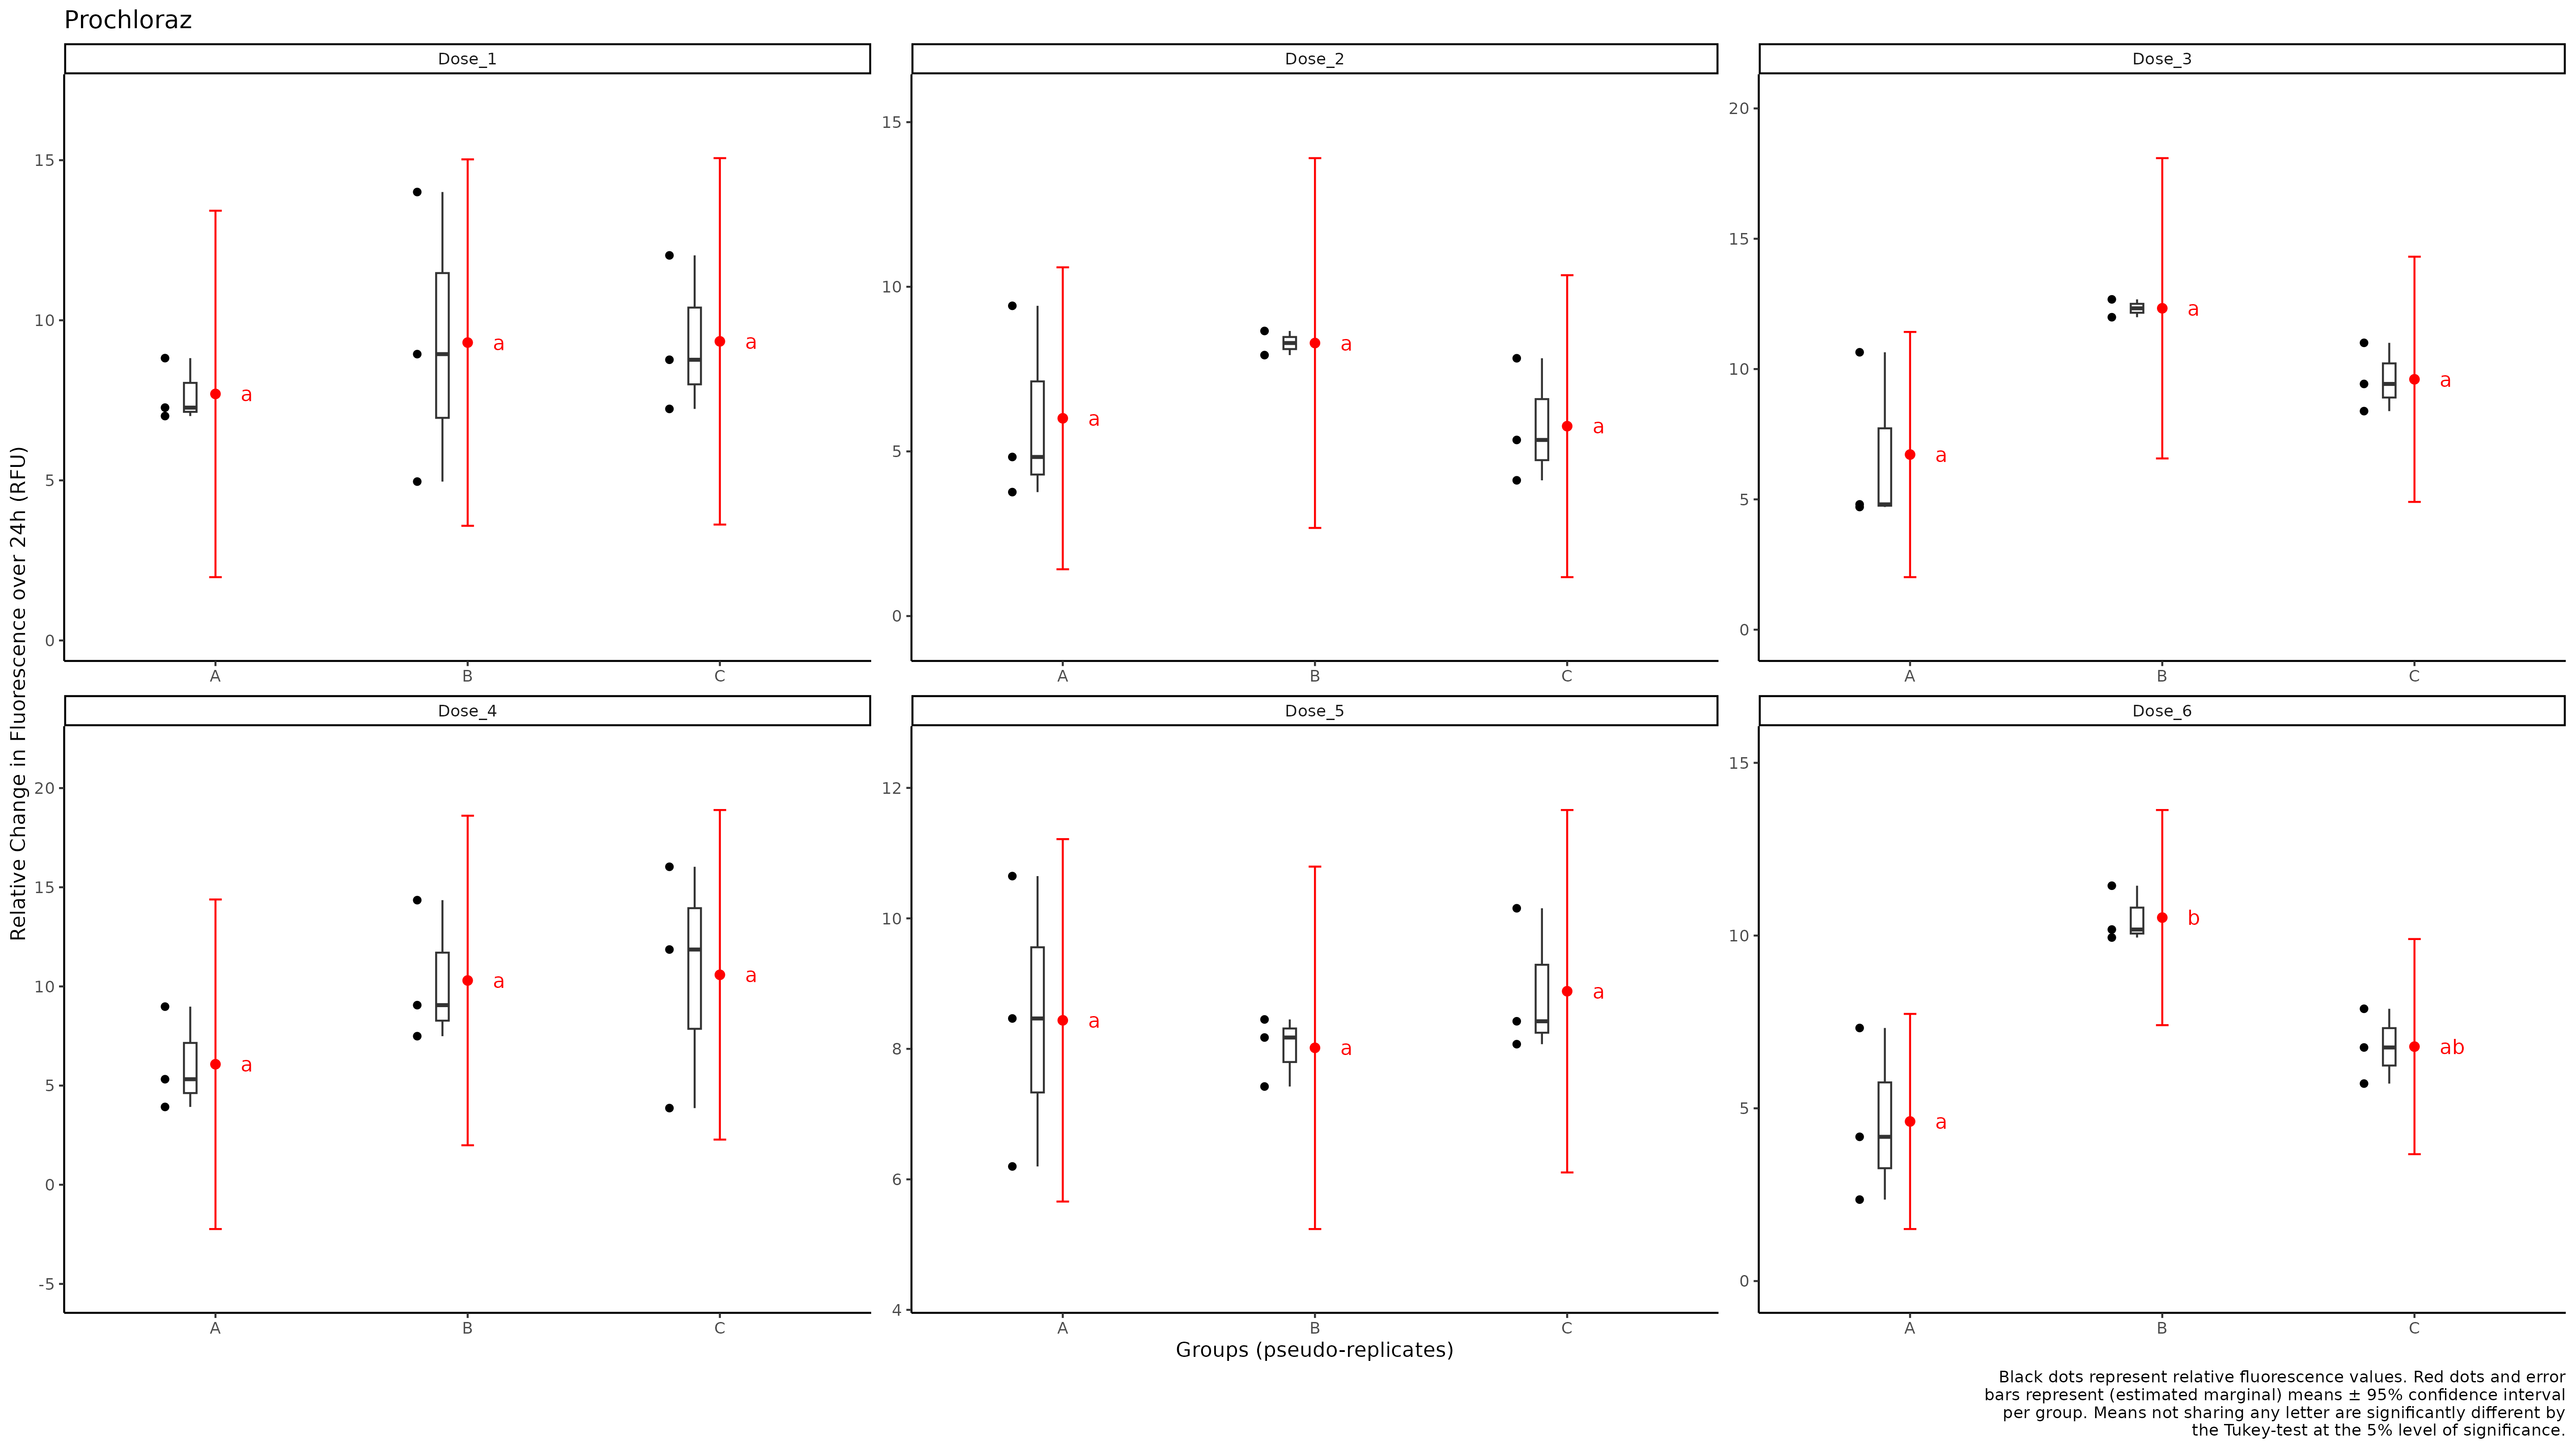 Prochloraz
Dose_1
Dose_2
Dose_3
15
10
5
0
a
a
a
A
B
C
15
10
5
0
a
a
a
A
B
C
20
15
10
5
0
a
a
a
A
B
C
Relative Change in Fluorescence over 24h (RFU)
Dose_4
Dose_5
Dose_6
20
15
10
5
0
-5
a
a
a
A
B
C
12
10
8
6
4
a
a
a
A
B
C
15
10
5
0
a
b
ab
A
B
C
Groups (pseudo-replicates)
Black dots represent relative fluorescence values. Red dots and error
bars represent (estimated marginal) means ± 95% confidence interval
per group. Means not sharing any letter are significantly different by
the Tukey-test at the 5% level of significance.